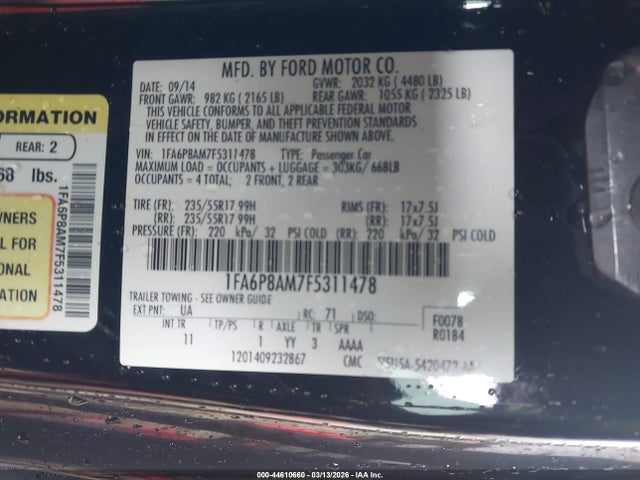 MFD. BY FORD MOTOR CO.
DATE: 09/14 GVWR: 2032 KG ( 4480 LB)
FRONT GAWR: 982 KG ( 2165 LB) REAR GAWR: 1055 KG ( 2325 LB)
THIS VEHICLE CONFORMS TO ALL APPLICABLE FEDERAL MOTOR
VEHICLE SAFETY, BUMPER, AND THEFT PREVENTION STANDARDS
IN EFFECT ON THE DATE OF MANUFACTURE SHOWN ABOVE.
VIN: 1FA6P8AM7F5311478 TYPE: Passenger Car
MAXIMUM LOAD = OCCUPANTS + LUGGAGE = 303KG/ 668LB
OCCUPANTS = 4 TOTAL; 2 FRONT, 2 REAR
TIRE (FR): 235/55R17 99H RIMS (FR): 17x7.5J
(RR): 235/55R17 99H (RR): 17x7.5J
PRESSURE (FR): 220 kPa/ 32 PSI COLD (RR): 220 kPa/ 32 PSI COLD
1FA6P8AM7F5311478
TRAILER TOWING - SEE OWNER GUIDE
EXT PNT: UA RC: 71 DSO: F0078
INT TR TP/PS R AXLE TR SPR R0184
11 1 YY 3 AAAA
1201409232867 CMC
ORMATION
REAR: 2
68 lbs.
WNERS
L FOR
ONAL
ATION
1FA6P8AM7F5311478
000-44610660 - 03/13/2026 - IAA, Inc.